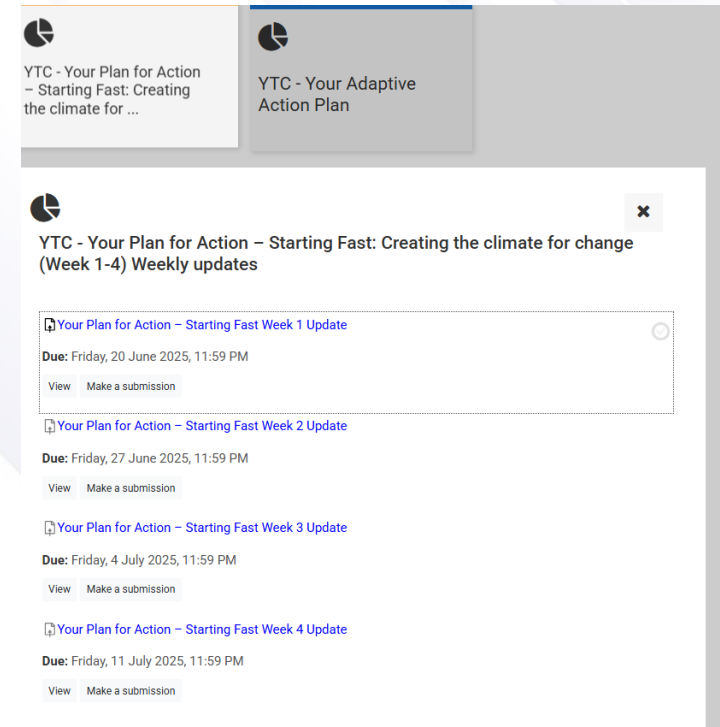 YTC - Your Plan for Action
– Starting Fast: Creating
the climate for ...
YTC - Your Adaptive
Action Plan
YTC - Your Plan for Action – Starting Fast: Creating the climate for change
(Week 1-4) Weekly updates
Your Plan for Action – Starting Fast Week 1 Update
Due: Friday, 20 June 2025, 11:59 PM
View Make a submission
Your Plan for Action – Starting Fast Week 2 Update
Due: Friday, 27 June 2025, 11:59 PM
View Make a submission
Your Plan for Action – Starting Fast Week 3 Update
Due: Friday, 4 July 2025, 11:59 PM
View Make a submission
Your Plan for Action – Starting Fast Week 4 Update
Due: Friday, 11 July 2025, 11:59 PM
View Make a submission